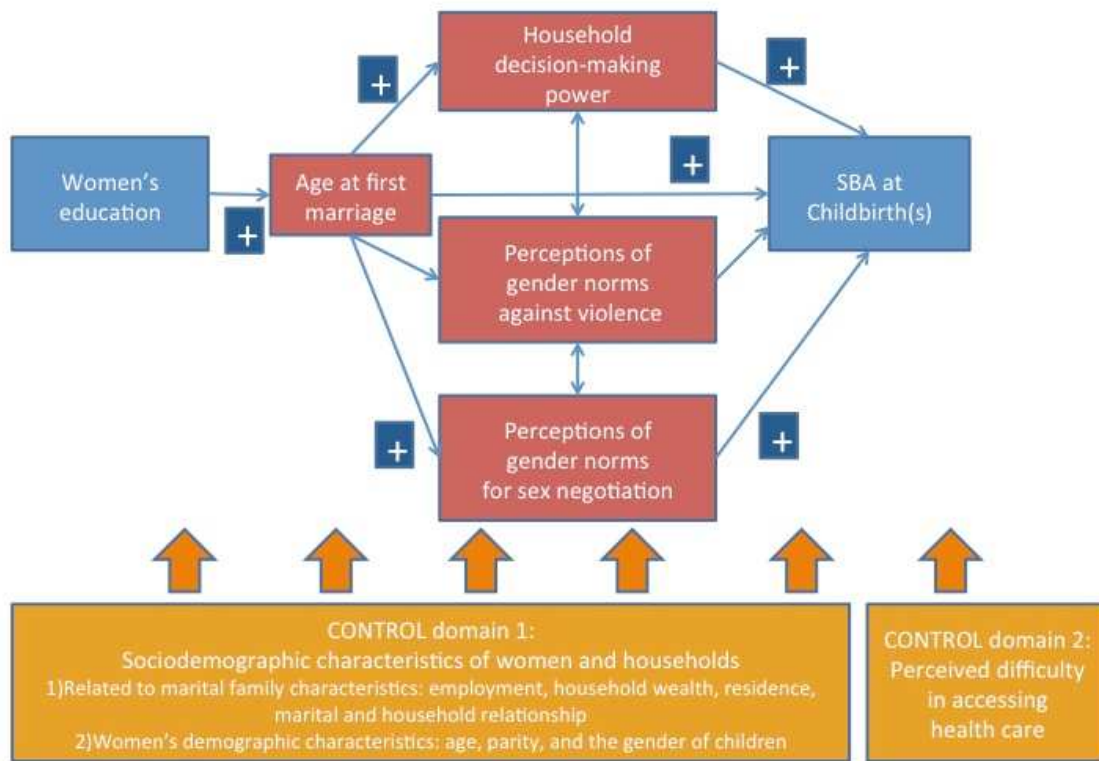 Household
decision-making
power
+
+
Women's
education
+
Age at first
marriage
+
SBA at
Childbirth(s)
Perceptions of
gender norms
against violence
+
Perceptions of
gender norms
for sex negotiation
+
CONTROL domain 1:
Sociodemographic characteristics of women and households
1)Related to marital family characteristics: employment, household wealth, residence,
marital and household relationship
2)Women's demographic characteristics: age, parity, and the gender of children
CONTROL domain 2:
Perceived difficulty
in accessing
health care